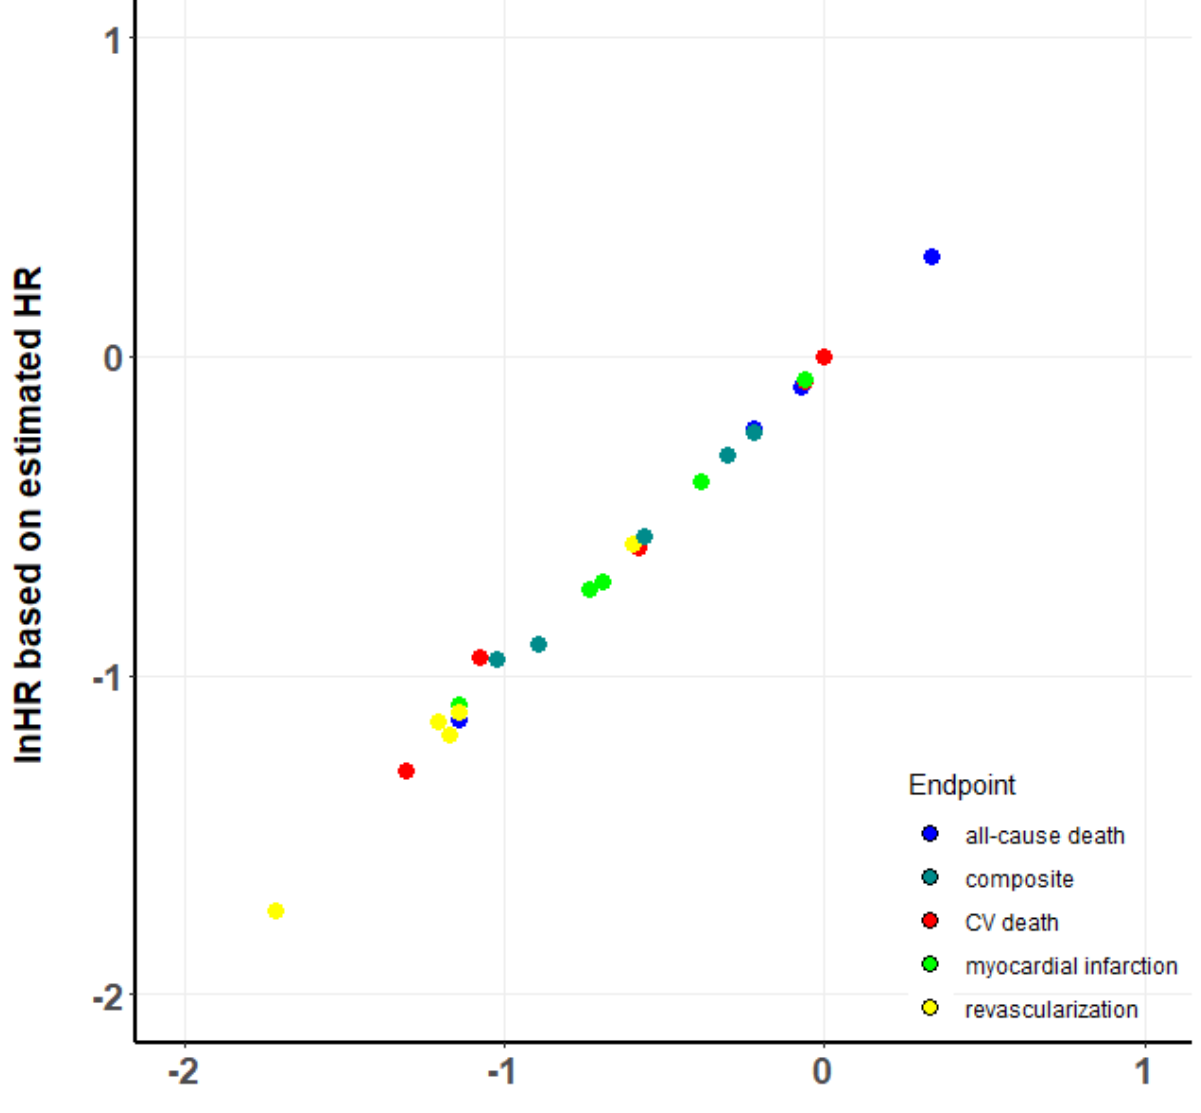 1
0
-1
-2
lnHR based on estimated HR
-2
-1
0
1
Endpoint
all-cause death
composite
CV death
myocardial infarction
revascularization